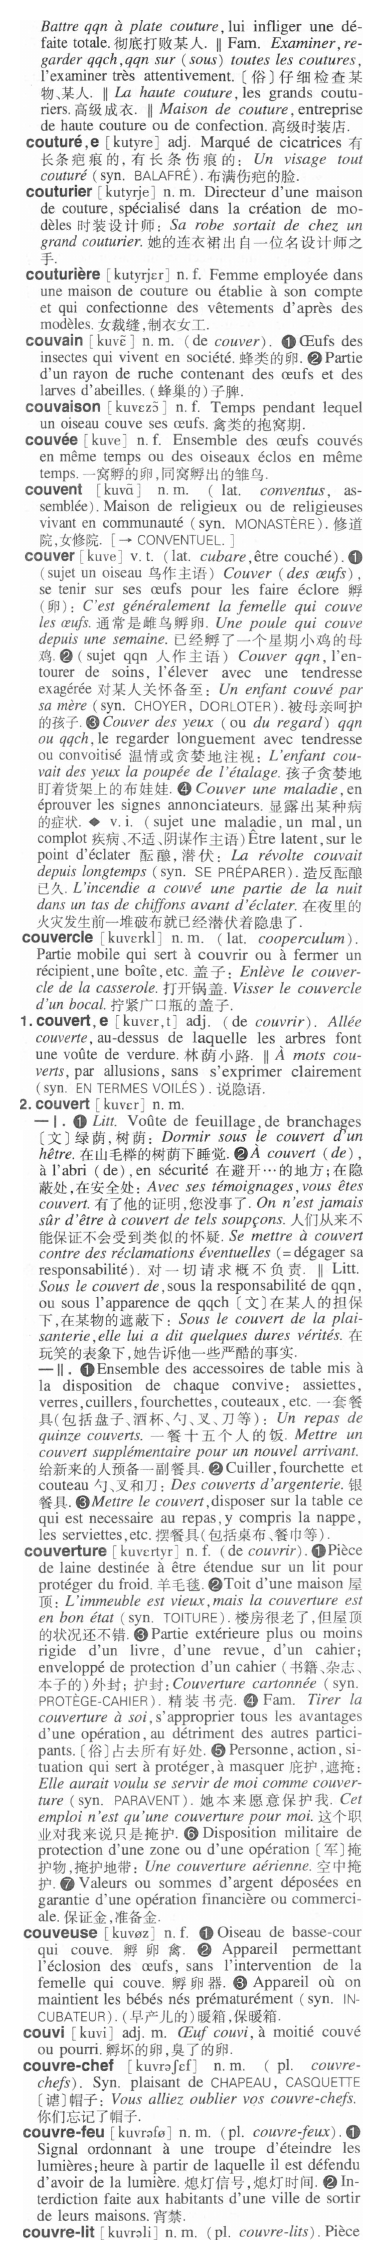 Battre qqn à plate couture, lui infliger une dé-
faite totale. 彻底打败某人. ‖ Fam. Examiner, re-
garder qqch, qqn sur (sous) toutes les coutures,
l'examiner très attentivement. [俗]仔细检查某
物、某人. ‖ La haute couture, les grands coutu-
riers. 高级成衣. ‖ Maison de couture, entreprise
de haute couture ou de confection. 高级时装店.
couturé, e [kutyre] adj. Marqué de cicatrices 有
长条疤痕的, 有长条伤痕的: Un visage tout
couturé (syn. BALAFRÉ). 布满伤疤的脸.
couturier [kutyrje] n. m. Directeur d'une maison
de couture, spécialisé dans la création de mo-
dèles 时装设计师: Sa robe sortait de chez un
grand couturier. 她的连衣裙出自一位名设计师之
手.
couturière [kutyrjɛr] n. f. Femme employée dans
une maison de couture ou établie à son compte
et qui confectionne des vêtements d'après des
modèles. 女裁缝, 制衣女工.
couvain [kuvɛ̃] n. m. (de couver). ❶ Œufs des
insectes qui vivent en société. 蜂类的卵. ❷ Partie
d'un rayon de ruche contenant des œufs et des
larves d'abeilles. (蜂巢的)子脾.
couvaison [kuvɛzɔ̃] n. f. Temps pendant lequel
un oiseau couve ses œufs. 禽类的抱窝期.
couvée [kuve] n. f. Ensemble des œufs couvés
en même temps ou des oiseaux éclos en même
temps. 一窝孵的卵, 同窝孵出的雏鸟.
couvent [kuvɑ̃] n. m. (lat. conventus, as-
semblée). Maison de religieux ou de religieuses
vivant en communauté (syn. MONASTÈRE). 修道
院, 女修院. [→ CONVENTUEL.]
couver [kuve] v. t. (lat. cubare, être couché). ❶
(sujet un oiseau 鸟作主语) Couver (des œufs),
se tenir sur ses œufs pour les faire éclore 孵
(卵): C'est généralement la femelle qui couve
les œufs. 通常是雌鸟孵卵. Une poule qui couve
depuis une semaine. 已经孵了一个星期小鸡的母
鸡. ❷ (sujet qqn 人作主语) Couver qqn, l'en-
tourer de soins, l'élever avec une tendresse
exagérée 对某人关怀备至: Un enfant couvé par
sa mère (syn. CHOYER, DORLOTER). 被母亲呵护
的孩子. ❸ Couver des yeux (ou du regard) qqn
ou qqch, le regarder longuement avec tendresse
ou convoitise 温情或贪婪地注视: L'enfant cou-
vait des yeux la poupée de l'étalage. 孩子贪婪地
盯着货架上的布娃娃. ❹ Couver une maladie, en
éprouver les signes annonciateurs. 显露出某种病
的症状. ◆ v. i. (sujet une maladie, un mal, un
complot 疾病、不适、阴谋作主语) Être latent, sur le
point d'éclater 酝酿, 潜伏: La révolte couvait
depuis longtemps (syn. SE PRÉPARER). 造反酝酿
已久. L'incendie a couvé une partie de la nuit
dans un tas de chiffons avant d'éclater. 在夜里的
火灾发生前一堆破布就已经潜伏着隐患了.
couvercle [kuvɛrkl] n. m. (lat. cooperculum).
Partie mobile qui sert à couvrir ou à fermer un
récipient, une boîte, etc. 盖子: Enlève le couver-
cle de la casserole. 打开锅盖. Visser le couvercle
d'un bocal. 拧紧广口瓶的盖子.
1. couvert, e [kuvɛr, t] adj. (de couvrir). Allée
couverte, au-dessus de laquelle les arbres font
une voûte de verdure. 林荫小路. ‖ À mots cou-
verts, par allusions, sans s'exprimer clairement
(syn. EN TERMES VOILÉS). 说隐语.
2. couvert [kuvɛr] n. m.
—Ⅰ. ❶ Litt. Voûte de feuillage, de branchages
〔文〕绿荫, 树荫: Dormir sous le couvert d'un
hêtre. 在山毛榉的树荫下睡觉. ❷ À couvert (de),
à l'abri (de), en sécurité 在避开…的地方; 在隐
蔽处, 在安全处: Avec ses témoignages, vous êtes
couvert. 有了他的证明, 您没事了. On n'est jamais
sûr d'être à couvert de tels soupçons. 人们从来不
能保证不会受到类似的怀疑. Se mettre à couvert
contre des réclamations éventuelles (= dégager sa
responsabilité). 对一切请求概不负责. ‖ Litt.
Sous le couvert de, sous la responsabilité de qqn,
ou sous l'apparence de qqch 〔文〕在某人的担保
下, 在某物的遮蔽下: Sous le couvert de la plai-
santerie, elle lui a dit quelques dures vérités. 在
玩笑的表象下, 她告诉他一些严酷的事实.
—Ⅱ. ❶ Ensemble des accessoires de table mis à
la disposition de chaque convive: assiettes,
verres, cuillers, fourchettes, couteaux, etc. 一套餐
具(包括盘子、酒杯、勺、叉、刀等): Un repas de
quinze couverts. 一餐十五个人的饭. Mettre un
couvert supplémentaire pour un nouvel arrivant.
给新来的人预备一副餐具. ❷ Cuiller, fourchette et
couteau 勺、叉和刀: Des couverts d'argenterie. 银
餐具. ❸ Mettre le couvert, disposer sur la table ce
qui est necessaire au repas, y compris la nappe,
les serviettes, etc. 摆餐具(包括桌布、餐巾等).
couverture [kuvɛrtyr] n. f. (de couvrir). ❶ Pièce
de laine destinée à être étendue sur un lit pour
protéger du froid. 羊毛毯. ❷ Toit d'une maison 屋
顶: L'immeuble est vieux, mais la couverture est
en bon état (syn. TOITURE). 楼房很老了, 但屋顶
的状况还不错. ❸ Partie extérieure plus ou moins
rigide d'un livre, d'une revue, d'un cahier;
enveloppé de protection d'un cahier (书籍、杂志、
本子的)外封; 护封: Couverture cartonnée (syn.
PROTÈGE-CAHIER). 精装书壳. ❹ Fam. Tirer la
couverture à soi, s'approprier tous les avantages
d'une opération, au détriment des autres partici-
pants. 〔俗〕占去所有好处. ❺ Personne, action, si-
tuation qui sert à protéger, à masquer 庇护, 遮掩:
Elle aurait voulu se servir de moi comme couver-
ture (syn. PARAVENT). 她本来愿意保护我. Cet
emploi n'est qu'une couverture pour moi. 这个职
业对我来说只是掩护. ❻ Disposition militaire de
protection d'une zone ou d'une opération [军]掩
护物, 掩护地带: Une couverture aérienne. 空中掩
护. ❼ Valeurs ou sommes d'argent déposées en
garantie d'une opération financière ou commerci-
ale. 保证金, 准备金.
couveuse [kuvøz] n. f. ❶ Oiseau de basse-cour
qui couve. 孵卵禽. ❷ Appareil permettant
l'éclosion des œufs, sans l'intervention de la
femelle qui couve. 孵卵器. ❸ Appareil où on
maintient les bébés nés prématurément (syn. IN-
CUBATEUR). (早产儿的)暖箱, 保暖箱.
couvi [kuvi] adj. m. Œuf couvi, à moitié couvé
ou pourri. 孵坏的卵, 臭了的卵.
couvre-chef [kuvrəʃɛf] n. m. (pl. couvre-
chefs). Syn. plaisant de CHAPEAU, CASQUETTE
[谑]帽子: Vous alliez oublier vos couvre-chefs.
你们忘记了帽子.
couvre-feu [kuvrəfø] n. m. (pl. couvre-feux). ❶
Signal ordonnant à une troupe d'éteindre les
lumières; heure à partir de laquelle il est défendu
d'avoir de la lumière. 熄灯信号, 熄灯时间. ❷ In-
terdiction faite aux habitants d'une ville de sortir
de leurs maisons. 宵禁.
couvre-lit [kuvrəli] n. m. (pl. couvre-lits). Pièce